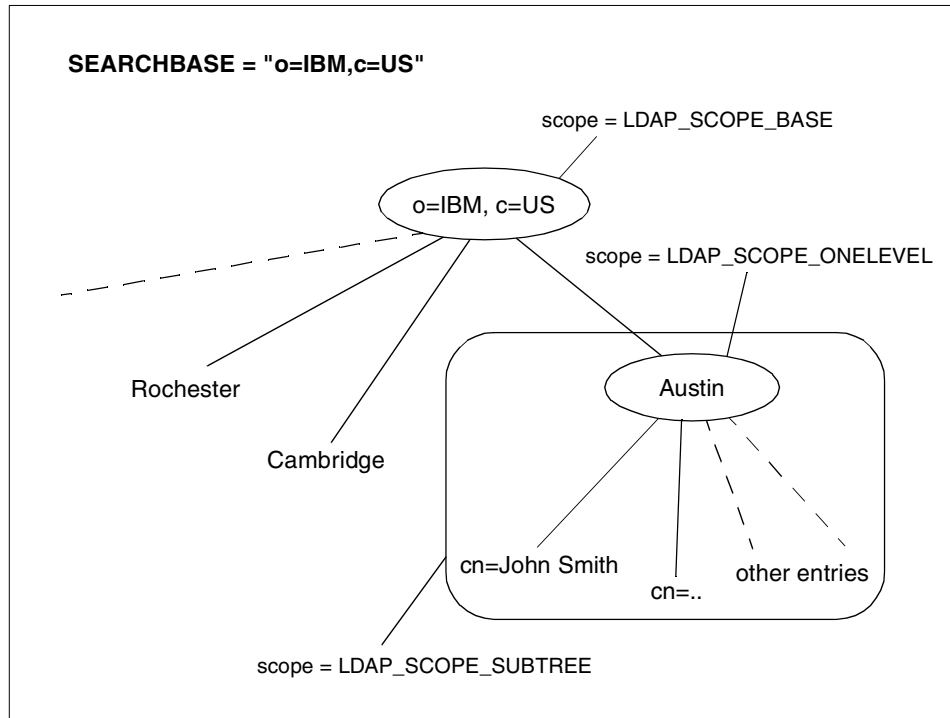 SEARCHBASE = "o=IBM,c=US"
scope = LDAP_SCOPE_BASE
o=IBM, c=US
scope = LDAP_SCOPE_ONELEVEL
Rochester
Austin
Cambridge
cn=John Smith
cn=..
other entries
scope = LDAP_SCOPE_SUBTREE